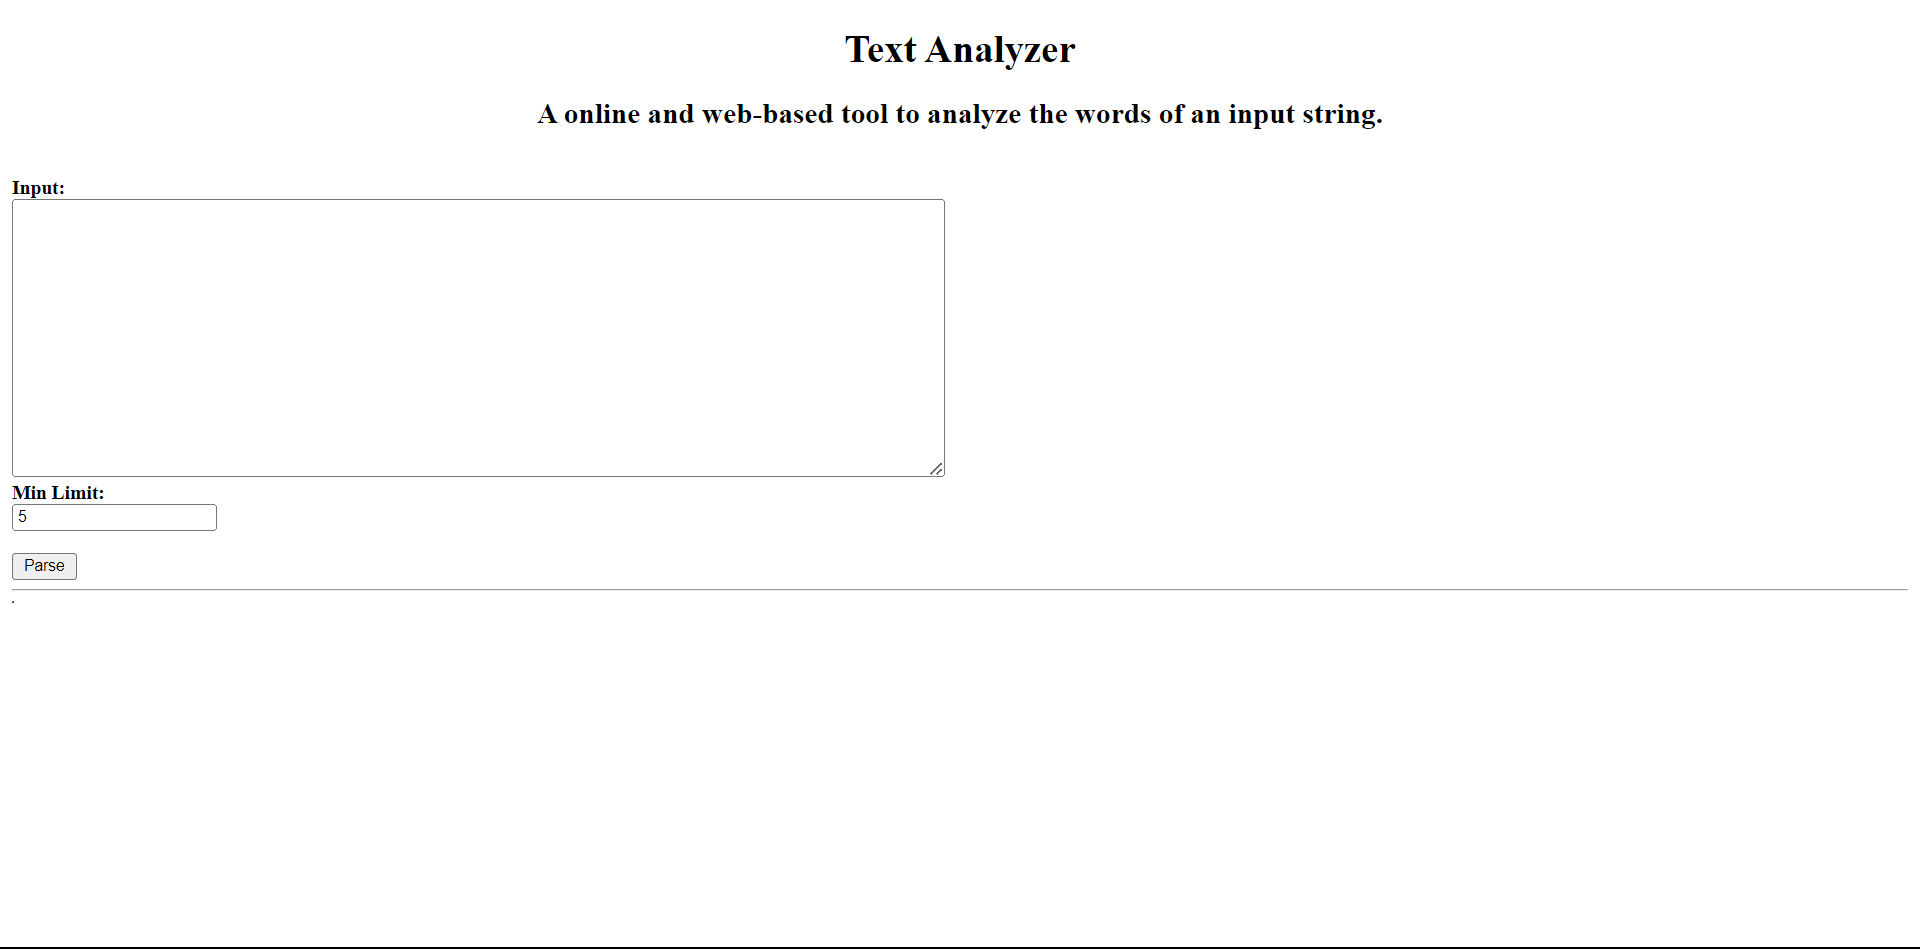 Text Analyzer
A online and web-based tool to analyze the words of an input string.
Input:
Min Limit:
5
Parse
.